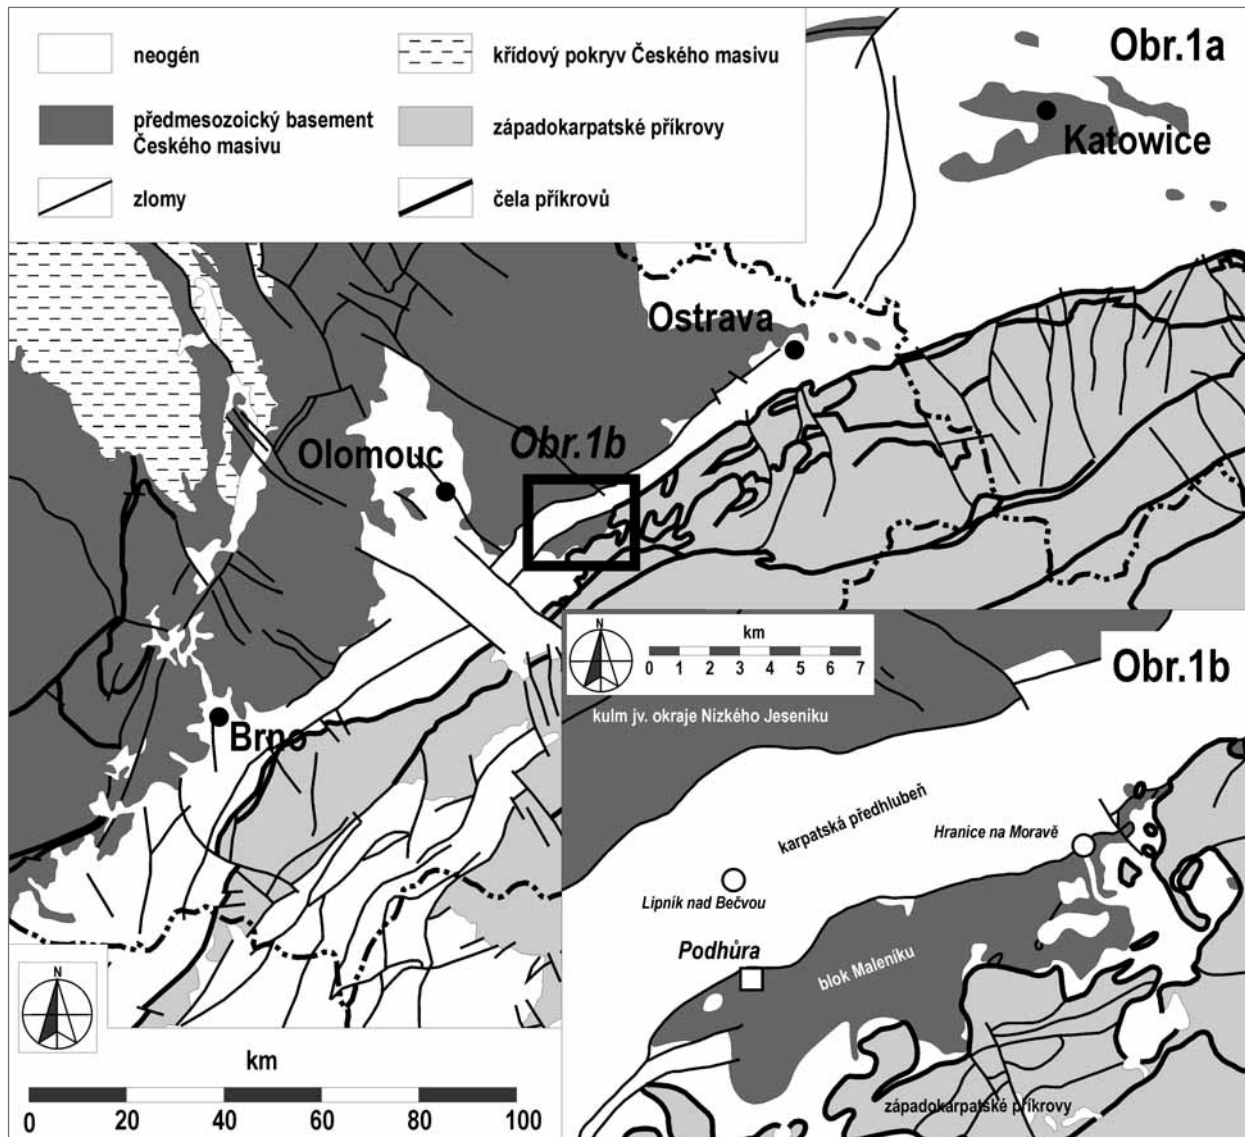 neogén
křídový pokryv Českého masivu
Obr.1a
předmesozoický basement
Českého masivu
západokarpatské příkrovy
Katowice
zlomy
čela příkrovů
Ostrava
Olomouc
Obr.1b
Brno
N
km
0 20 40 60 80 100
N
km
0 1 2 3 4 5 6 7
Obr.1b
kulm jv. okraje Nizkého Jeseníku
karpatská předhlubeň
Hranice na Moravě
Lipník nad Bečvou
Podhůra
blok Maleníku
západokarpatské příkrovy